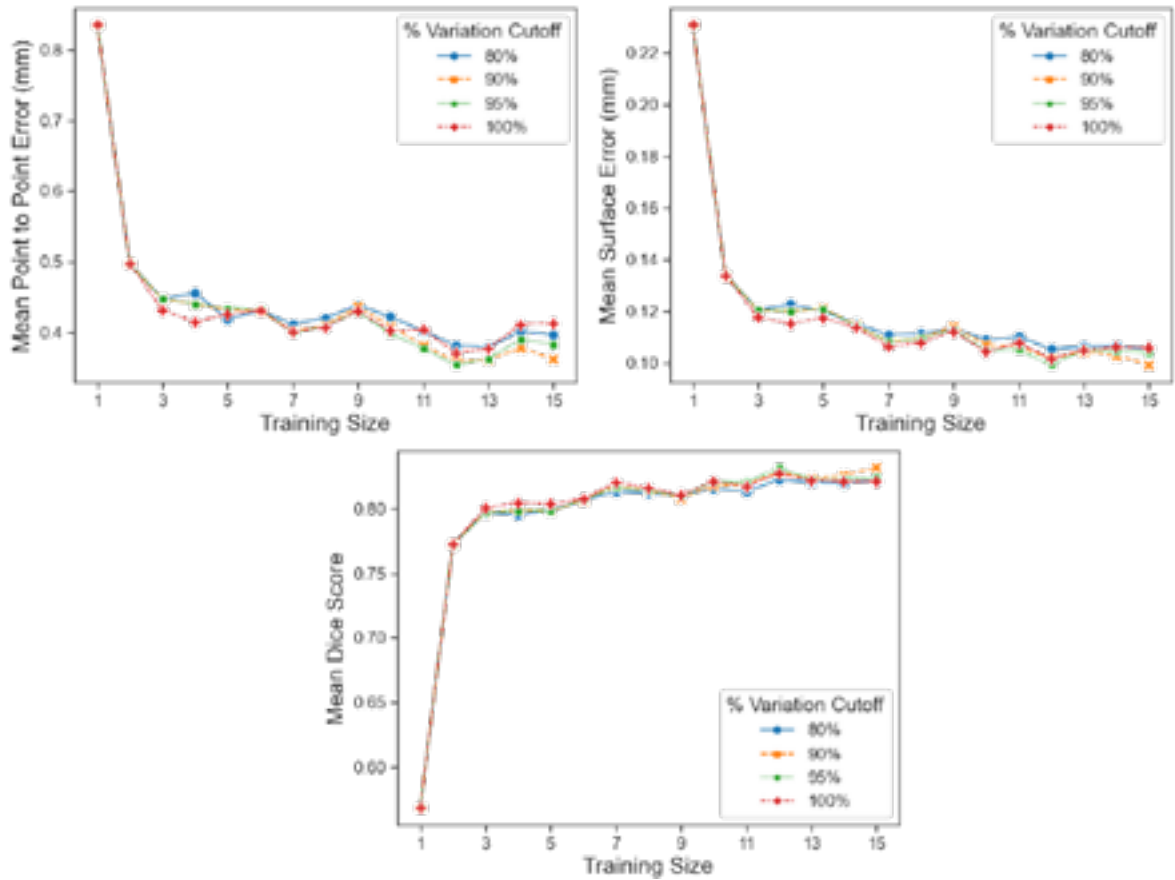 % Variation Cutoff
80%
90%
95%
100%
Mean Point to Point Error (mm)
0.8
0.7
0.6
0.5
0.4
1 3 5 7 9 11 13 15
Training Size
% Variation Cutoff
80%
90%
95%
100%
Mean Surface Error (mm)
0.22
0.20
0.18
0.16
0.14
0.12
0.10
1 3 5 7 9 11 13 15
Training Size
Mean Dice Score
0.80
0.75
0.70
0.65
0.60
% Variation Cutoff
80%
90%
95%
100%
1 3 5 7 9 11 13 15
Training Size